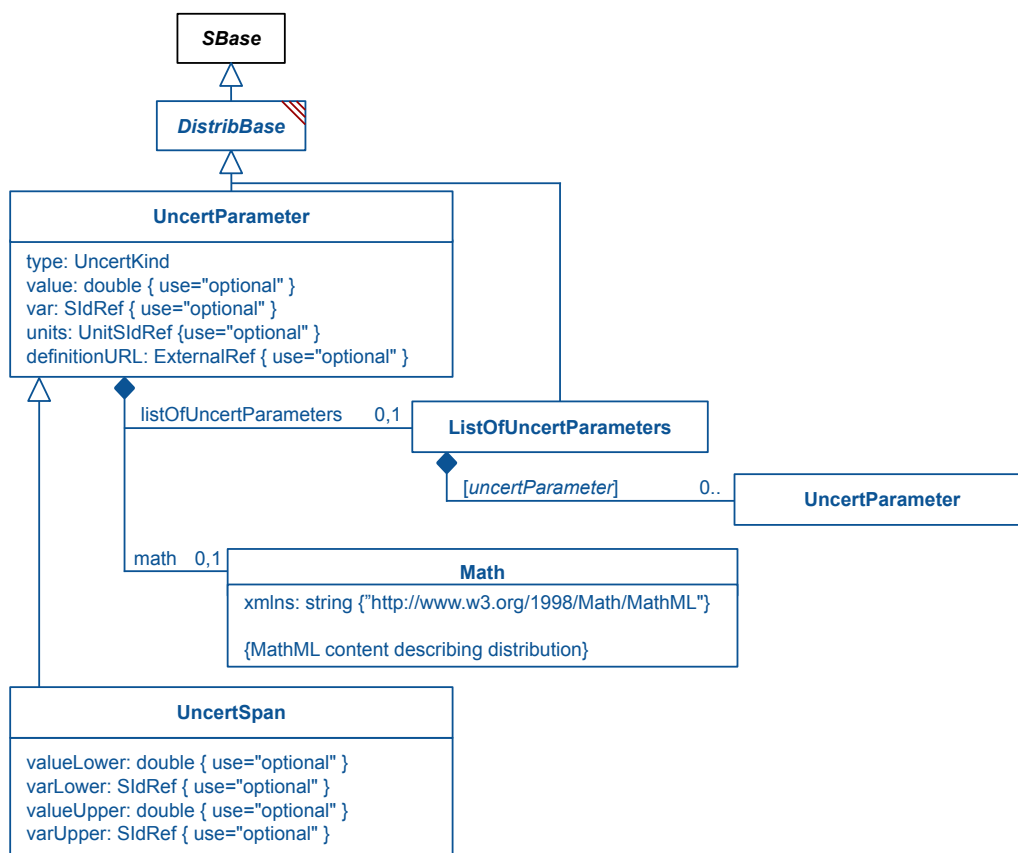 SBase
DistribBase
UncertParameter
type: UncertKind
value: double { use="optional" }
var: SIdRef { use="optional" }
units: UnitSIdRef {use="optional" }
definitionURL: ExternalRef { use="optional" }
listOfUncertParameters 0,1
ListOfUncertParameters
[uncertParameter] 0..
UncertParameter
math 0,1
Math
xmlns: string {”http://www.w3.org/1998/Math/MathML"}
{MathML content describing distribution}
UncertSpan
valueLower: double { use="optional" }
varLower: SIdRef { use="optional" }
valueUpper: double { use="optional" }
varUpper: SIdRef { use="optional" }